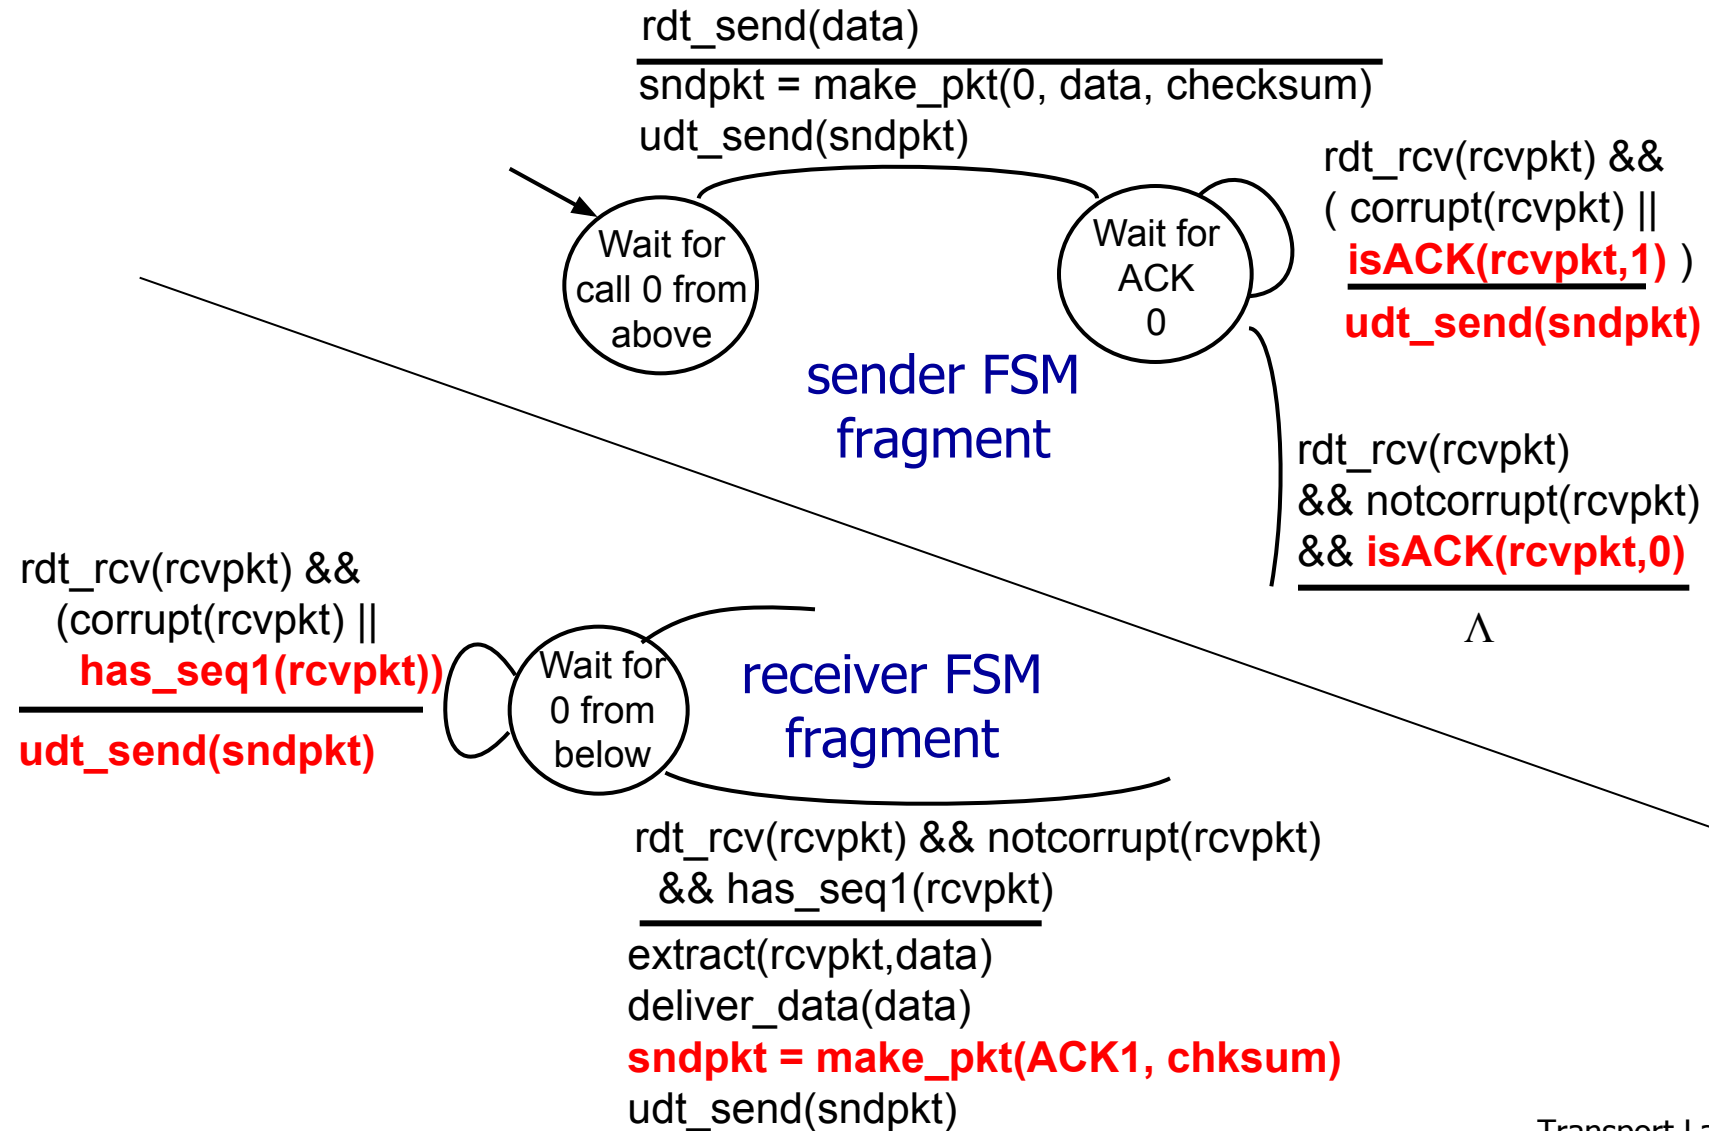 rdt_send(data)
sndpkt = make_pkt(0, data, checksum)
udt_send(sndpkt)
Wait for
call 0 from
above
Wait for
ACK
0
rdt_rcv(rcvpkt) &&
( corrupt(rcvpkt) ||
isACK(rcvpkt,1) )
udt_send(sndpkt)
sender FSM
fragment
rdt_rcv(rcvpkt)
&& notcorrupt(rcvpkt)
&& isACK(rcvpkt,0)
Λ
rdt_rcv(rcvpkt) &&
(corrupt(rcvpkt) ||
has_seq1(rcvpkt))
udt_send(sndpkt)
Wait for
0 from
below
receiver FSM
fragment
rdt_rcv(rcvpkt) && notcorrupt(rcvpkt)
&& has_seq1(rcvpkt)
extract(rcvpkt,data)
deliver_data(data)
sndpkt = make_pkt(ACK1, chksum)
udt_send(sndpkt)
Transport